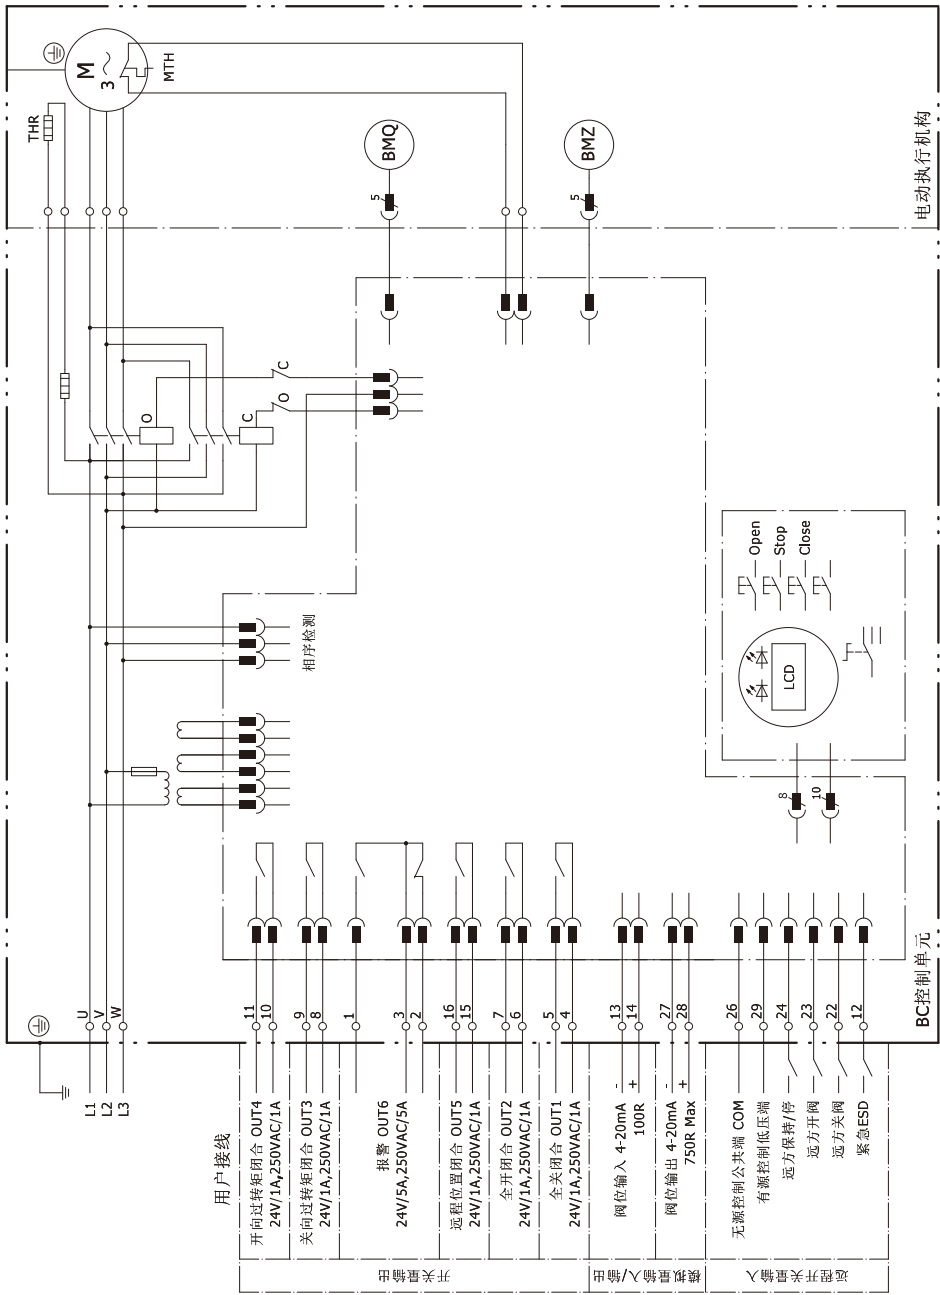 M
3～
MTH
THR
BMQ
5
BMZ
5
电动执行机构
C
O
O
C
相序检测
Open
Stop
Close
LCD
8
10
BC控制单元
U
V
W
L1
L2
L3
11
10
9
8
1
3
2
16
15
7
6
5
4
13
14
27
28
26
29
24
23
22
12
用户接线
开向过转矩闭合 OUT4
24V/1A,250VAC/1A
关向过转矩闭合 OUT3
24V/1A,250VAC/1A
报警 OUT6
24V/5A,250VAC/5A
远程位置闭合 OUT5
24V/1A,250VAC/1A
全开闭合 OUT2
24V/1A,250VAC/1A
全关闭合 OUT1
24V/1A,250VAC/1A
阀位输入 4-20mA -
100R +
阀位输出 4-20mA -
750R Max +
无源控制公共端 COM
有源控制低压端
远方保持/停
远方开阀
远方关阀
紧急ESD
开关量输出
模拟量输入/输出
远程开关量输入